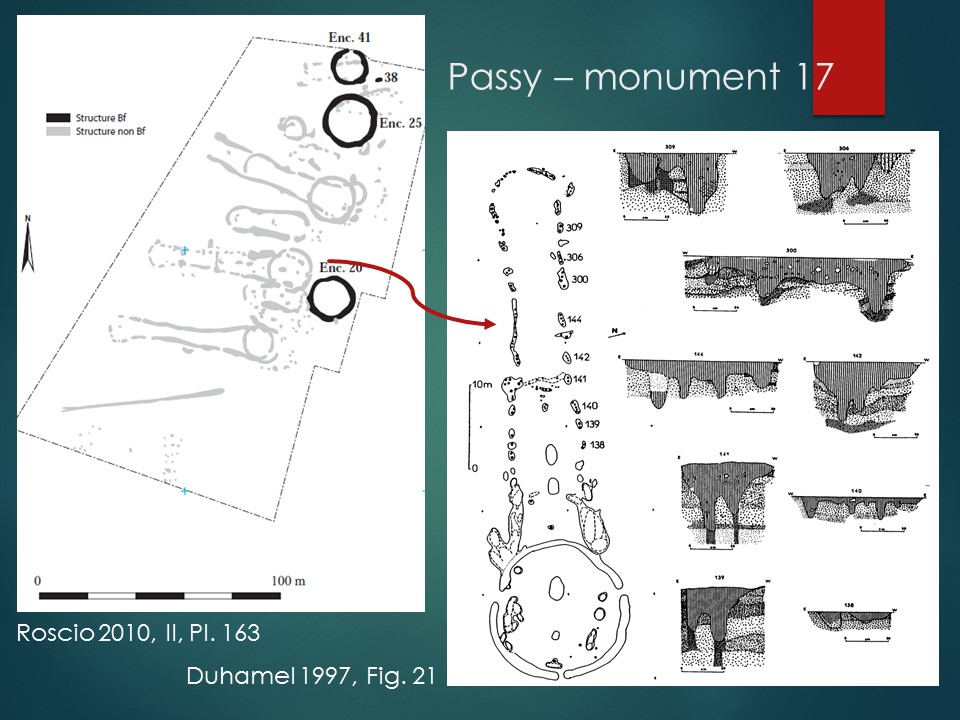 Passy – monument 17
Enc. 41
38
Enc. 25
Structure Bf
Structure non Bf
N
Enc. 20
0
100 m
Roscio 2010, II, Pl. 163
Duhamel 1997, Fig. 21
309
306
300
144
142
141
140
139
138
10m
0
N
309
E
W
306
E
W
300
W
E
144
E
W
142
E
W
141
E
W
140
W
E
139
E
W
138
E
W